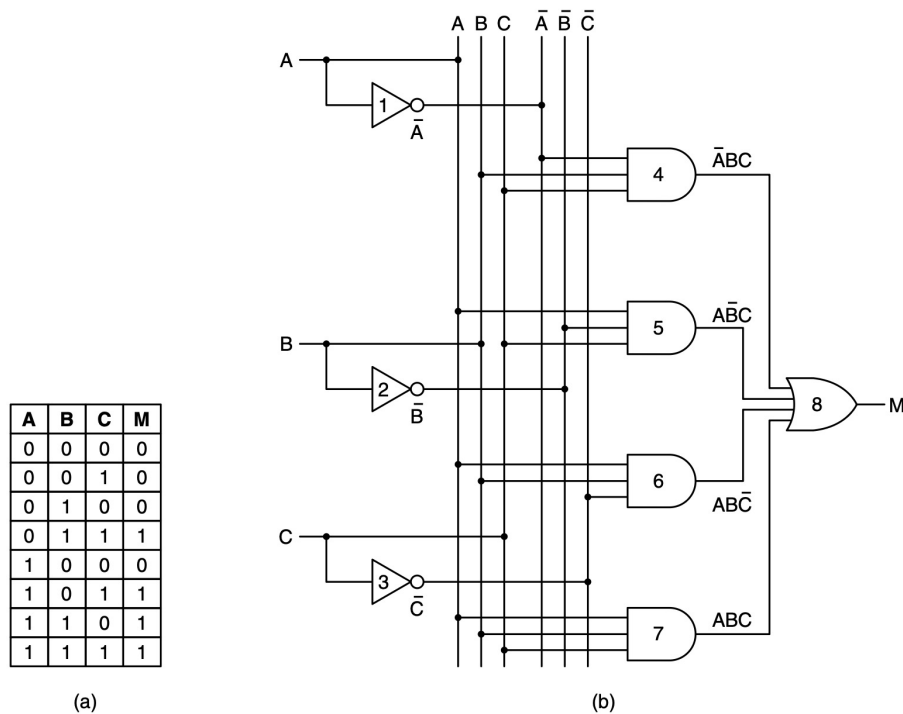 A B C A̅ B̅ C̅
A
1
A̅
4
A̅BC
5
AB̅C
B
2
B̅
8
M
6
ABC̅
C
3
C̅
7
ABC
A B C M
0 0 0 0
0 0 1 0
0 1 0 0
0 1 1 1
1 0 0 0
1 0 1 1
1 1 0 1
1 1 1 1
(a)
(b)